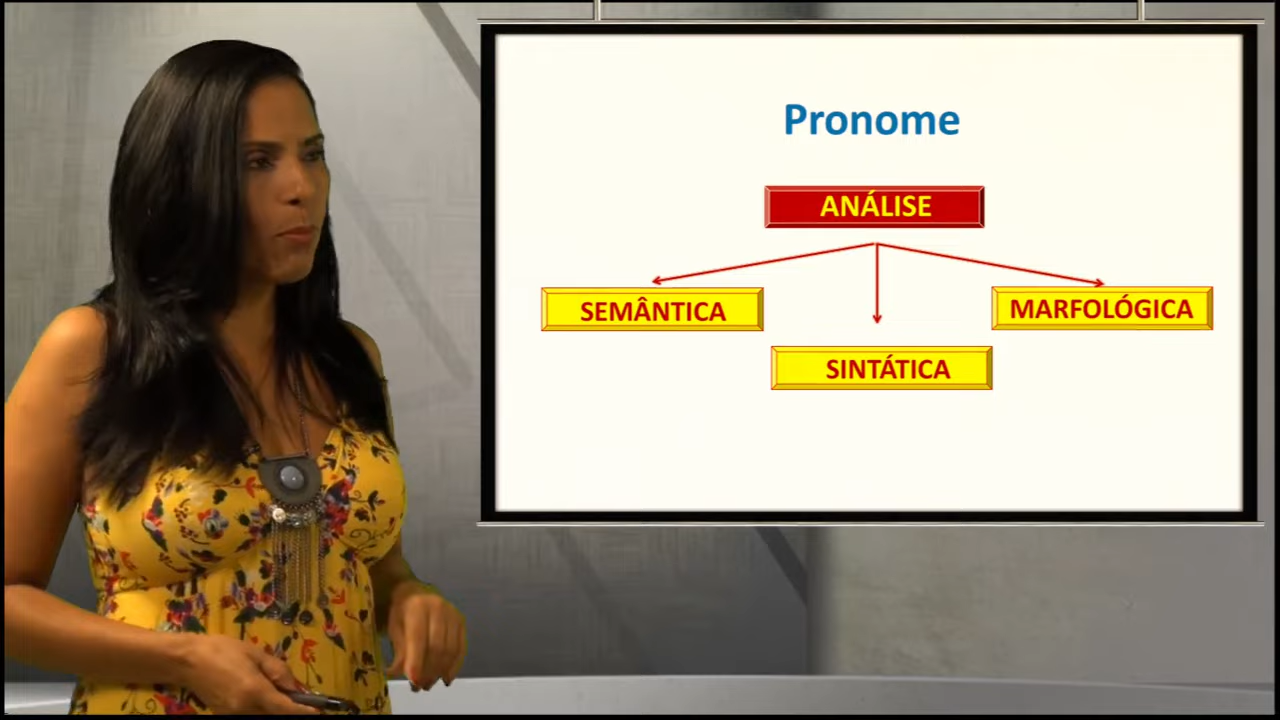 Pronome
ANÁLISE
SEMÂNTICA
MARFOLÓGICA
SINTÁTICA